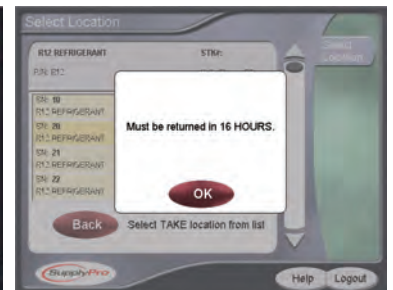 Select Location
R12 REFRIGERANT STK#:
P/N: R12
Select Location
SN: 19
R12 REFRIGERANT
SN: 20
R12 REFRIGERANT
SN: 21
R12 REFRIGERANT
SN: 22
R12 REFRIGERANT
Must be returned in 16 HOURS.
OK
Back Select TAKE location from list
SupplyPro
Help Logout